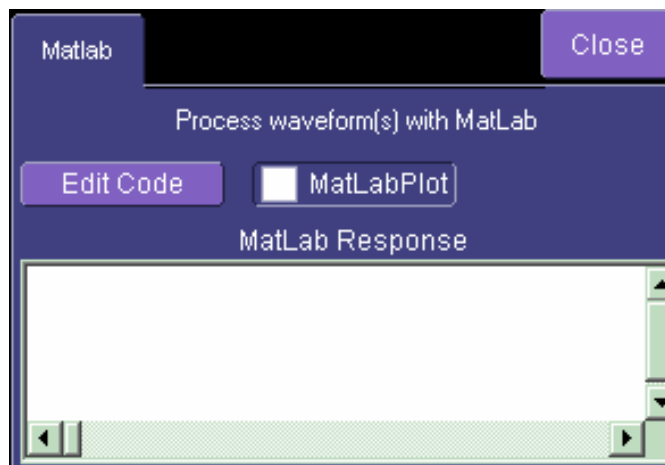 Matlab
Close
Process waveform(s) with MatLab
Edit Code
MatLabPlot
MatLab Response